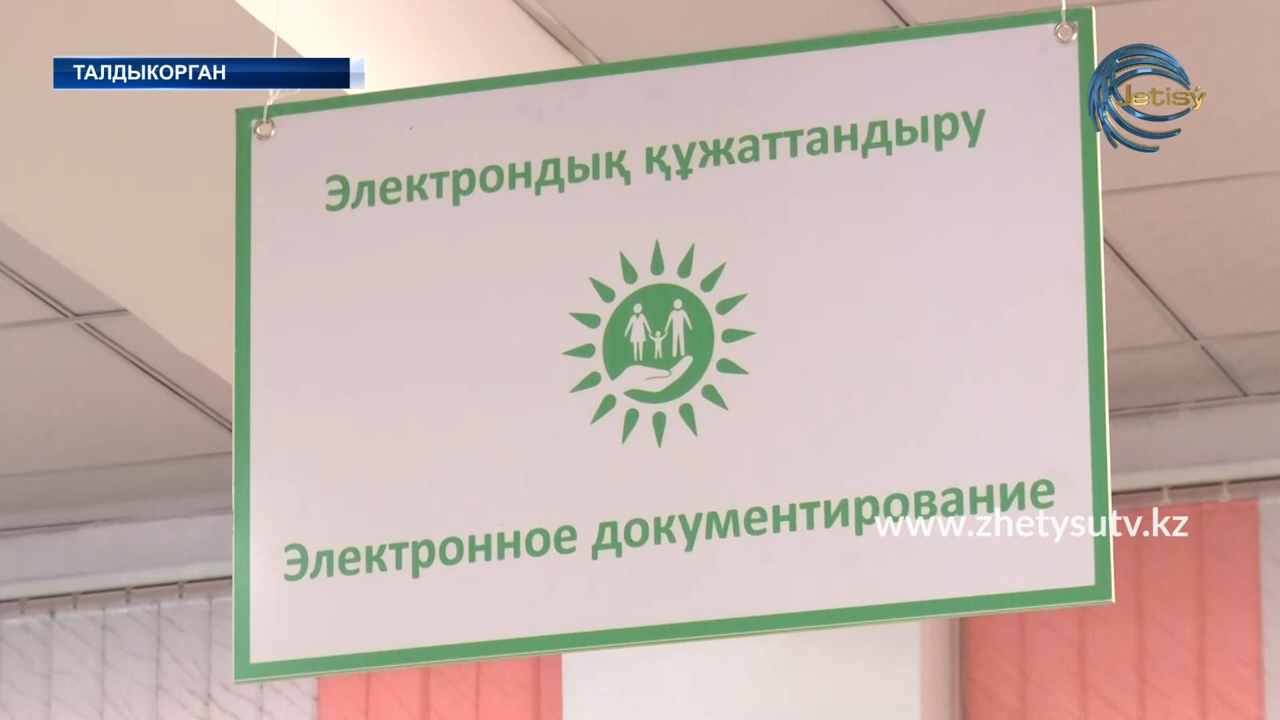 ТАЛДЫКОРГАН
Jetisý
Электрондық құжаттандыру
Электронное документирование
www.zhetysutv.kz